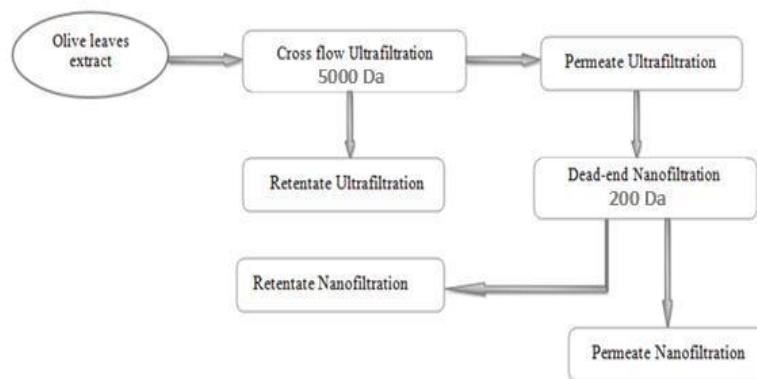 Olive leaves
extract
Cross flow Ultrafiltration
5000 Da
Permeate Ultrafiltration
Retentate Ultrafiltration
Dead-end Nanofiltration
200 Da
Retentate Nanofiltration
Permeate Nanofiltration